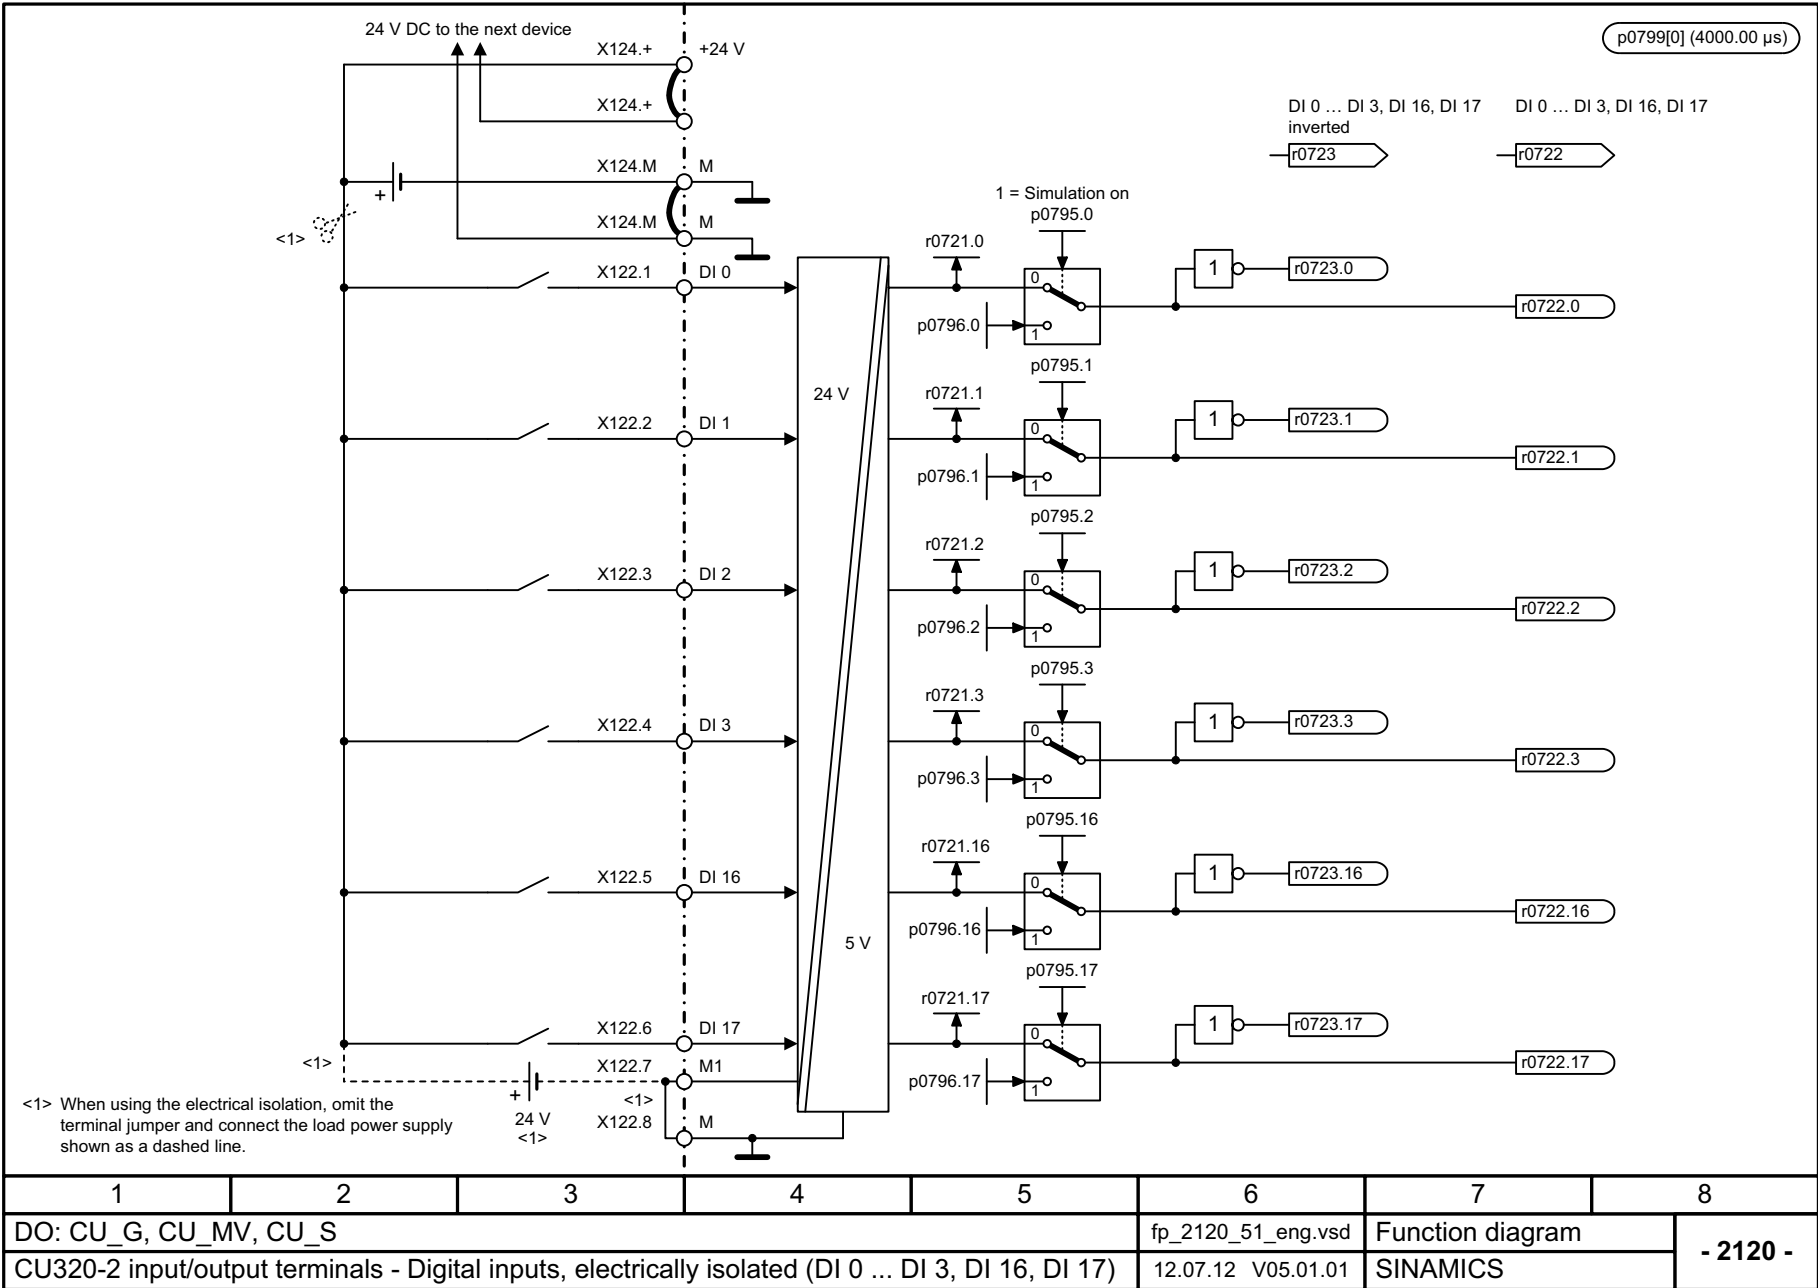 24 V DC to the next device
X124.+ +24 V
p0799[0] (4000.00 µs)
X124.+
DI 0 ... DI 3, DI 16, DI 17
inverted
r0723
DI 0 ... DI 3, DI 16, DI 17
r0722
X124.M M
+
X124.M M
<1>
1 = Simulation on
p0795.0
X122.1 DI 0
r0721.0
0
1
p0796.0
1
r0723.0
r0722.0
24 V
p0795.1
X122.2 DI 1
r0721.1
0
1
p0796.1
1
r0723.1
r0722.1
p0795.2
X122.3 DI 2
r0721.2
0
1
p0796.2
1
r0723.2
r0722.2
p0795.3
X122.4 DI 3
r0721.3
0
1
p0796.3
1
r0723.3
r0722.3
p0795.16
X122.5 DI 16
r0721.16
0
1
p0796.16
1
r0723.16
r0722.16
5 V
p0795.17
X122.6 DI 17
r0721.17
0
1
p0796.17
1
r0723.17
r0722.17
<1>
X122.7 M1
+
24 V
<1>
<1>
X122.8 M
<1> When using the electrical isolation, omit the
terminal jumper and connect the load power supply
shown as a dashed line.
1 2 3 4 5 6 7 8
DO: CU_G, CU_MV, CU_S
fp_2120_51_eng.vsd
Function diagram
- 2120 -
CU320-2 input/output terminals - Digital inputs, electrically isolated (DI 0 ... DI 3, DI 16, DI 17)
12.07.12 V05.01.01
SINAMICS